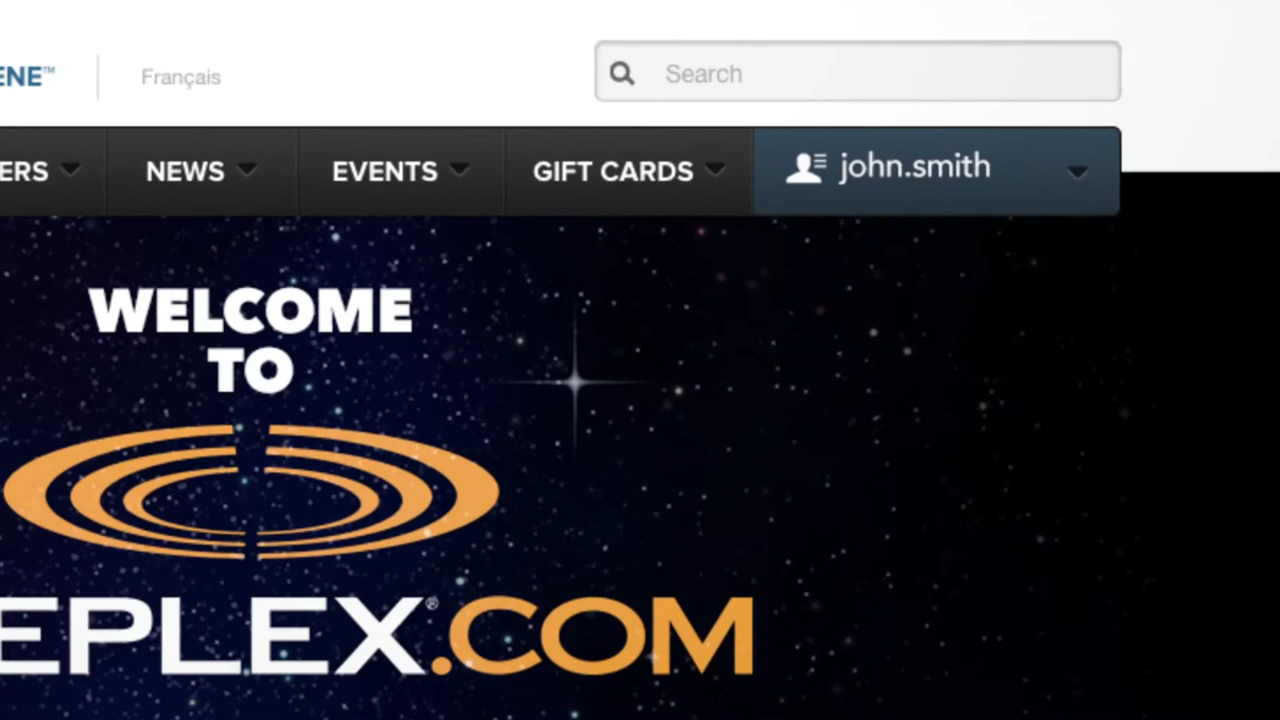 ENE™
Français
Search
ERS
NEWS
EVENTS
GIFT CARDS
john.smith
WELCOME
TO
EPLEX®.COM